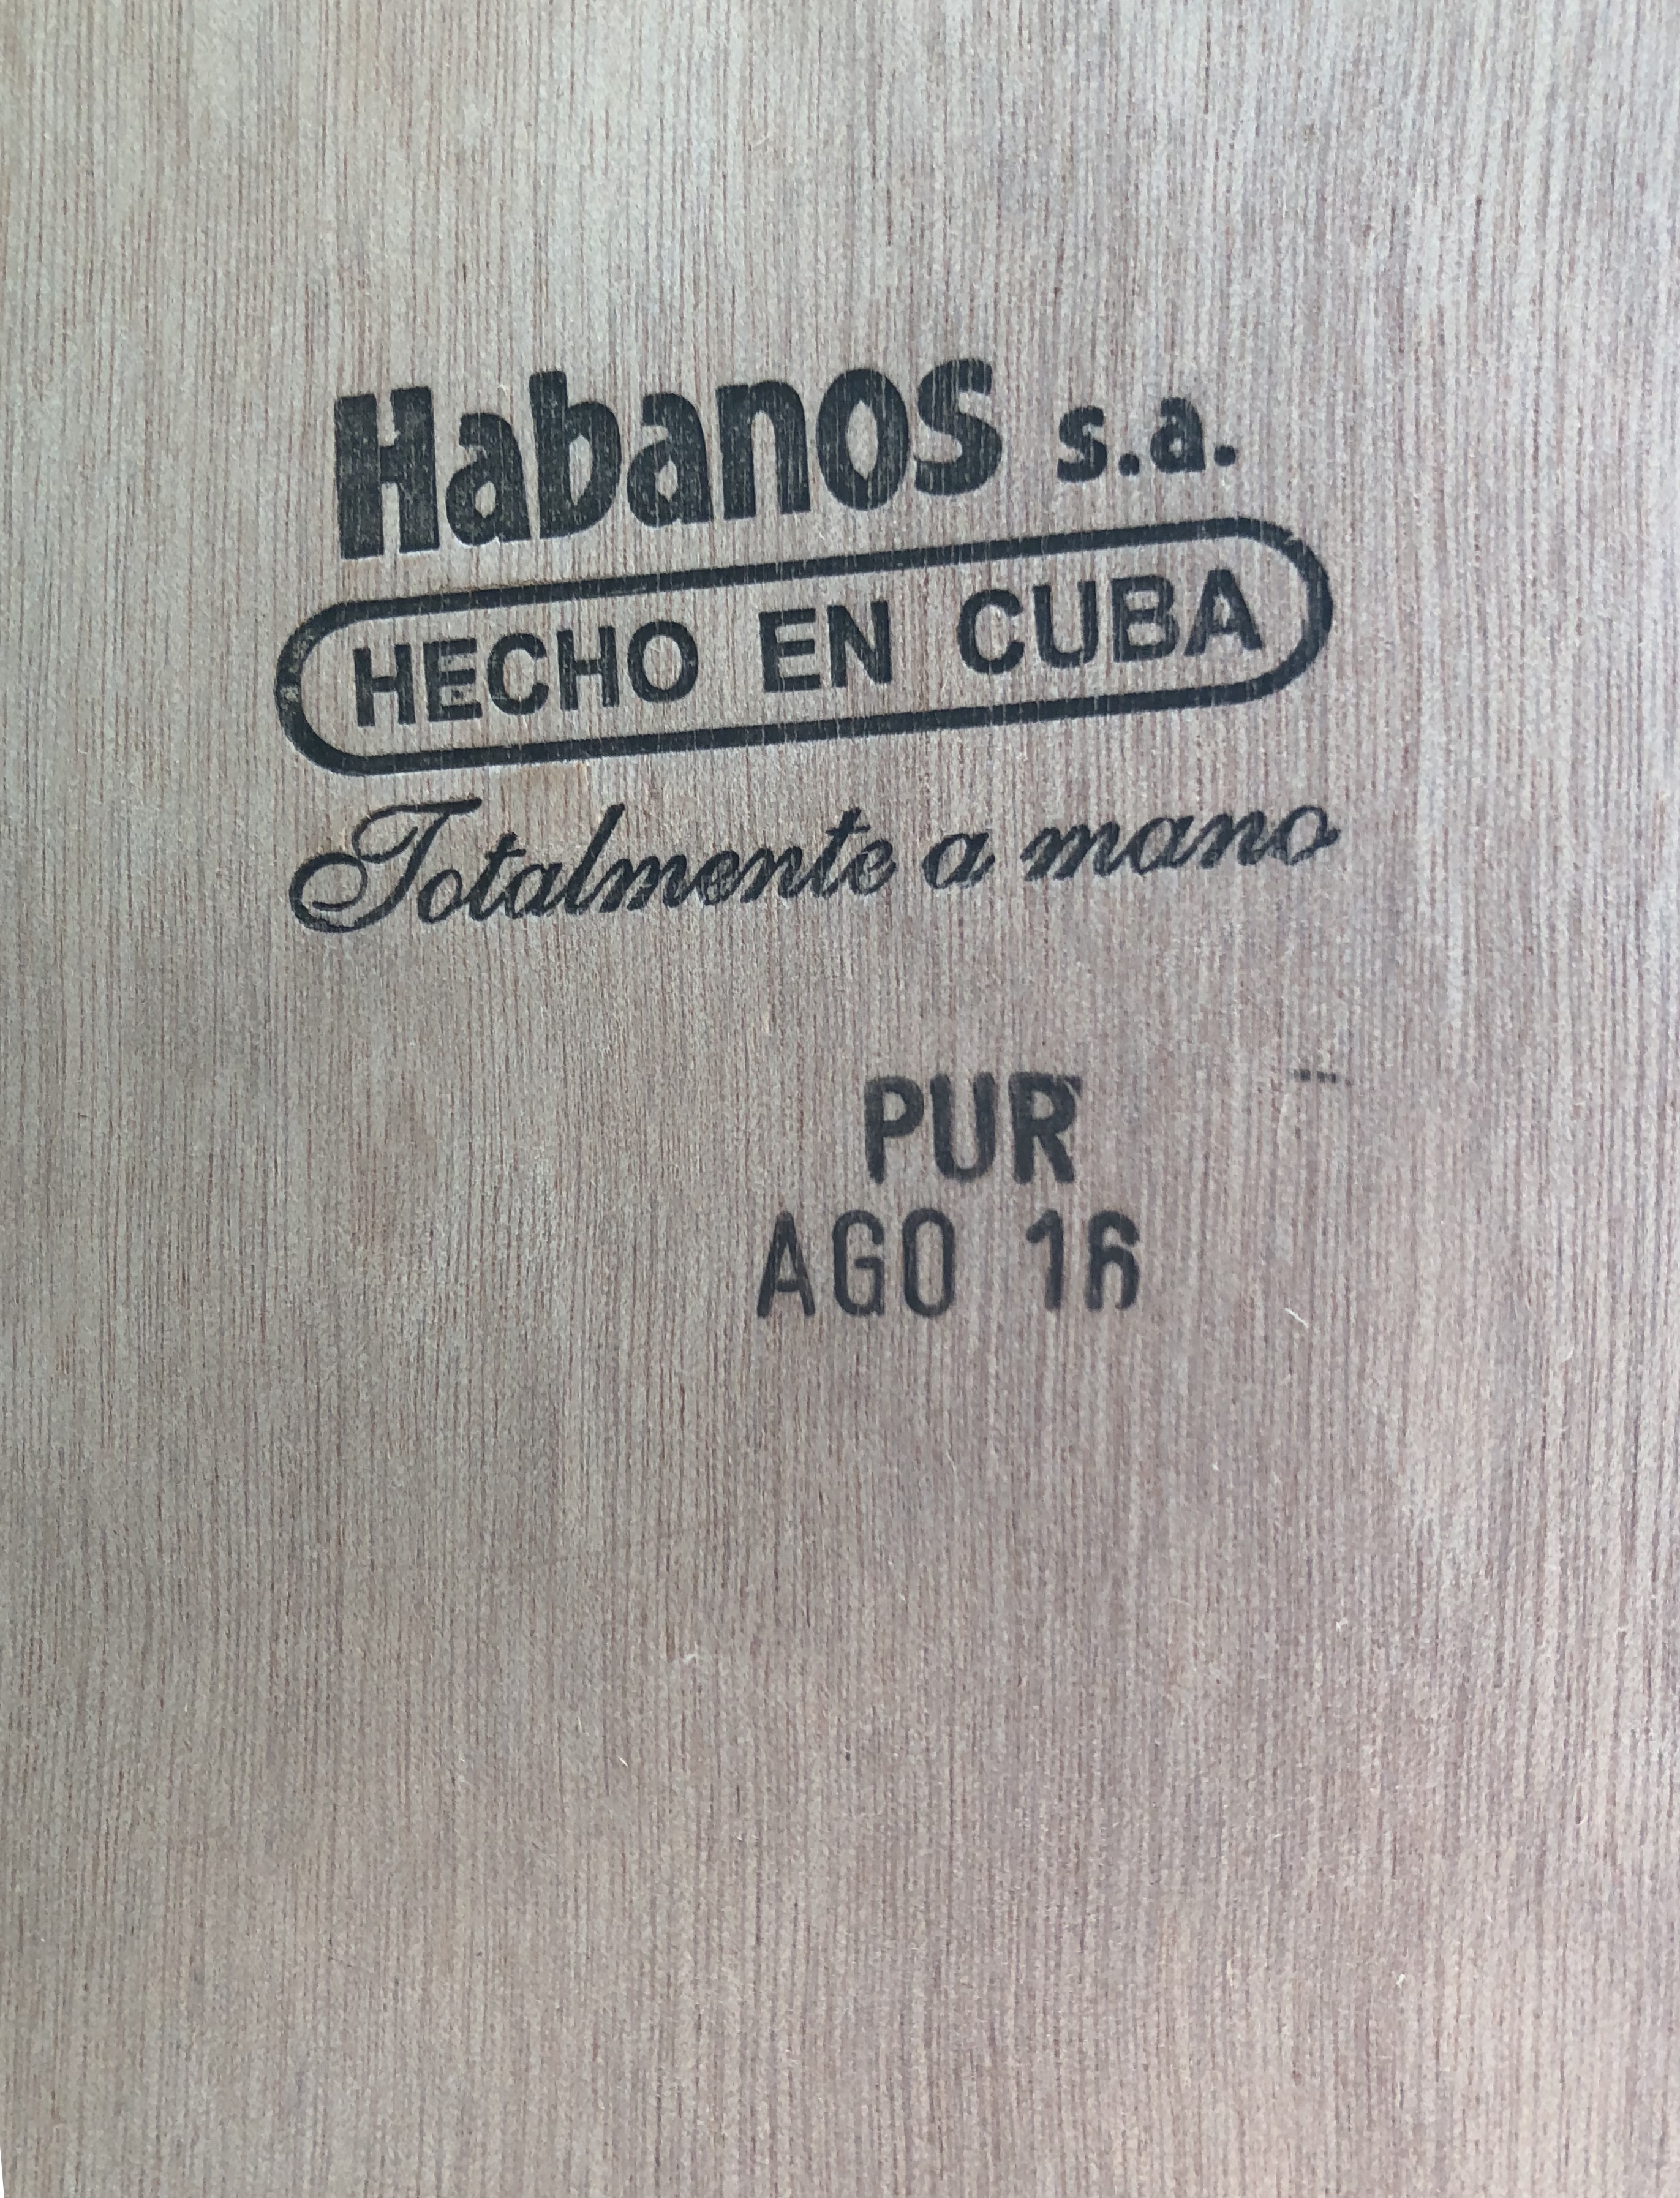 Habanos s.a.
HECHO EN CUBA
Totalmente a mano
PUR
AGO 16